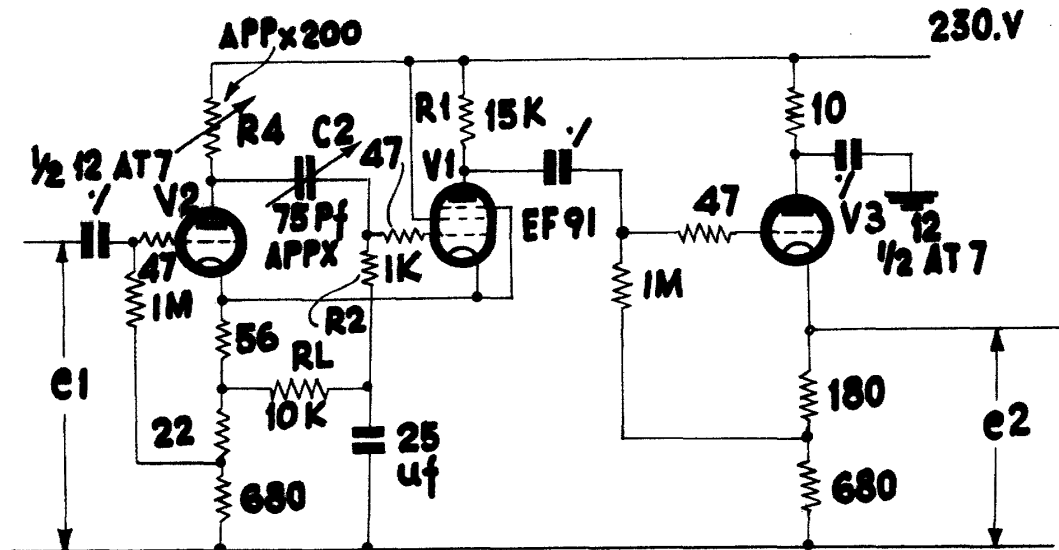 APPx200
230.V
R4
C2
47
R1
15K
./
10
½ 12 AT7
./
V2
V1
75Pf
APPX
EF91
47
./
V3
12
½ AT7
47
1M
1K
R2
1M
56
RL
10K
e1
22
25
uf
680
180
e2
680